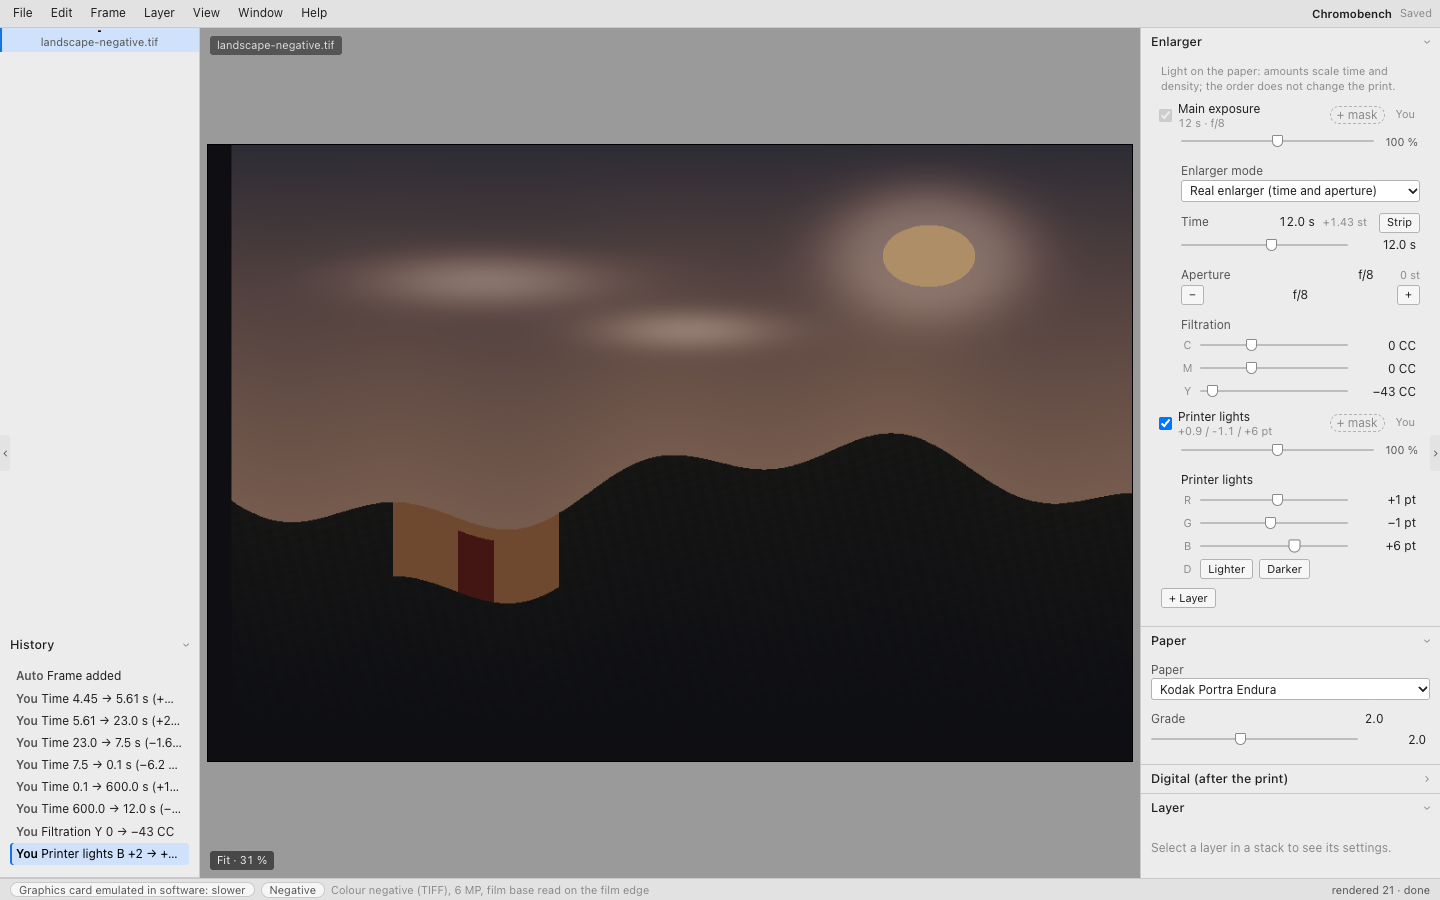 File Edit Frame Layer View Window Help
Chromobench Saved
landscape-negative.tif
landscape-negative.tif
Fit · 31 %
History
Auto Frame added
You Time 4.45 → 5.61 s (+...
You Time 5.61 → 23.0 s (+2...
You Time 23.0 → 7.5 s (−1.6...
You Time 7.5 → 0.1 s (−6.2 ...
You Time 0.1 → 600.0 s (+1...
You Time 600.0 → 12.0 s (−...
You Filtration Y 0 → −43 CC
You Printer lights B +2 → +...
Enlarger
Light on the paper: amounts scale time and
density; the order does not change the print.
Main exposure + mask You
12 s · f/8
100 %
Enlarger mode
Real enlarger (time and aperture)
Time 12.0 s +1.43 st Strip
12.0 s
Aperture f/8 0 st
− f/8 +
Filtration
C 0 CC
M 0 CC
Y −43 CC
Printer lights + mask You
+0.9 / -1.1 / +6 pt
100 %
Printer lights
R +1 pt
G −1 pt
B +6 pt
D Lighter Darker
+ Layer
Paper
Paper
Kodak Portra Endura
Grade 2.0
2.0
Digital (after the print)
Layer
Select a layer in a stack to see its settings.
Graphics card emulated in software: slower Negative Colour negative (TIFF), 6 MP, film base read on the film edge rendered 21 · done